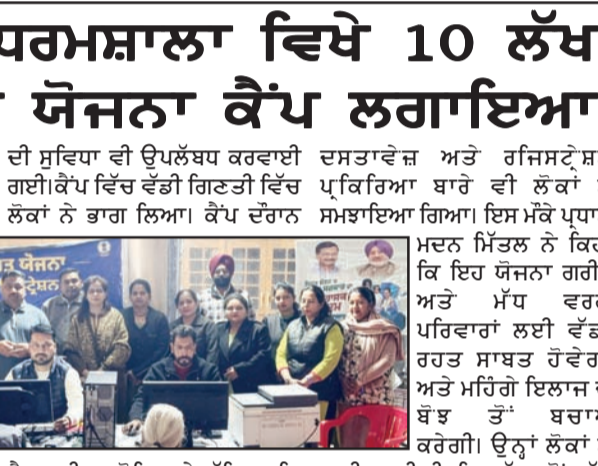 ਧਰਮਸ਼ਾਲਾ ਵਿਖੇ 10 ਲੱਖ
ਯੋਜਨਾ ਕੈਂਪ ਲਗਾਇਆ
ਦੀ ਸੁਵਿਧਾ ਵੀ ਉਪਲੱਬਧ ਕਰਵਾਈ
ਗਈ।ਕੈਂਪ ਵਿੱਚ ਵੱਡੀ ਗਿਣਤੀ ਵਿੱਚ
ਲੋਕਾਂ ਨੇ ਭਾਗ ਲਿਆ। ਕੈਂਪ ਦੌਰਾਨ
ਦਸਤਾਵੇਜ਼ ਅਤੇ ਰਜਿਸਟ੍ਰੇਸ਼
ਪ੍ਰਕਿਰਿਆ ਬਾਰੇ ਵੀ ਲੋਕਾਂ
ਸਮਝਾਇਆ ਗਿਆ। ਇਸ ਮੌਕੇ ਪ੍ਰਧਾ
ਮਦਨ ਮਿੱਤਲ ਨੇ ਕਿਹ
ਕਿ ਇਹ ਯੋਜਨਾ ਗਰੀ
ਅਤੇ ਮੱਧ ਵਰ
ਪਰਿਵਾਰਾਂ ਲਈ ਵੱਡ
ਰਹਤ ਸਾਬਤ ਹੋਵੇਗ
ਅਤੇ ਮਹਿੰਗੇ ਇਲਾਜ
ਬੋਝ ਤੋਂ ਬਚਾ
ਕਰੇਗੀ। ਉਨ੍ਹਾਂ ਲੋਕਾਂ
ਯੋਜਨਾ